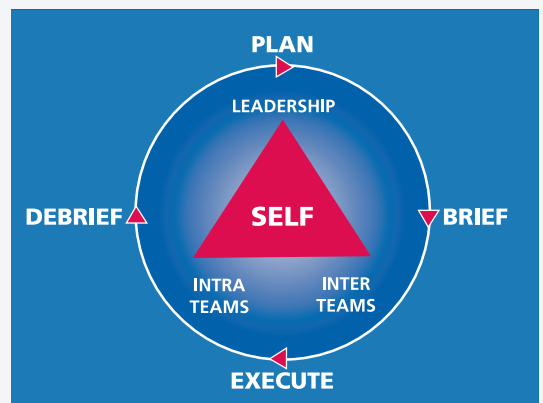 PLAN
LEADERSHIP
DEBRIEF
SELF
BRIEF
INTRA
TEAMS
INTER
TEAMS
EXECUTE